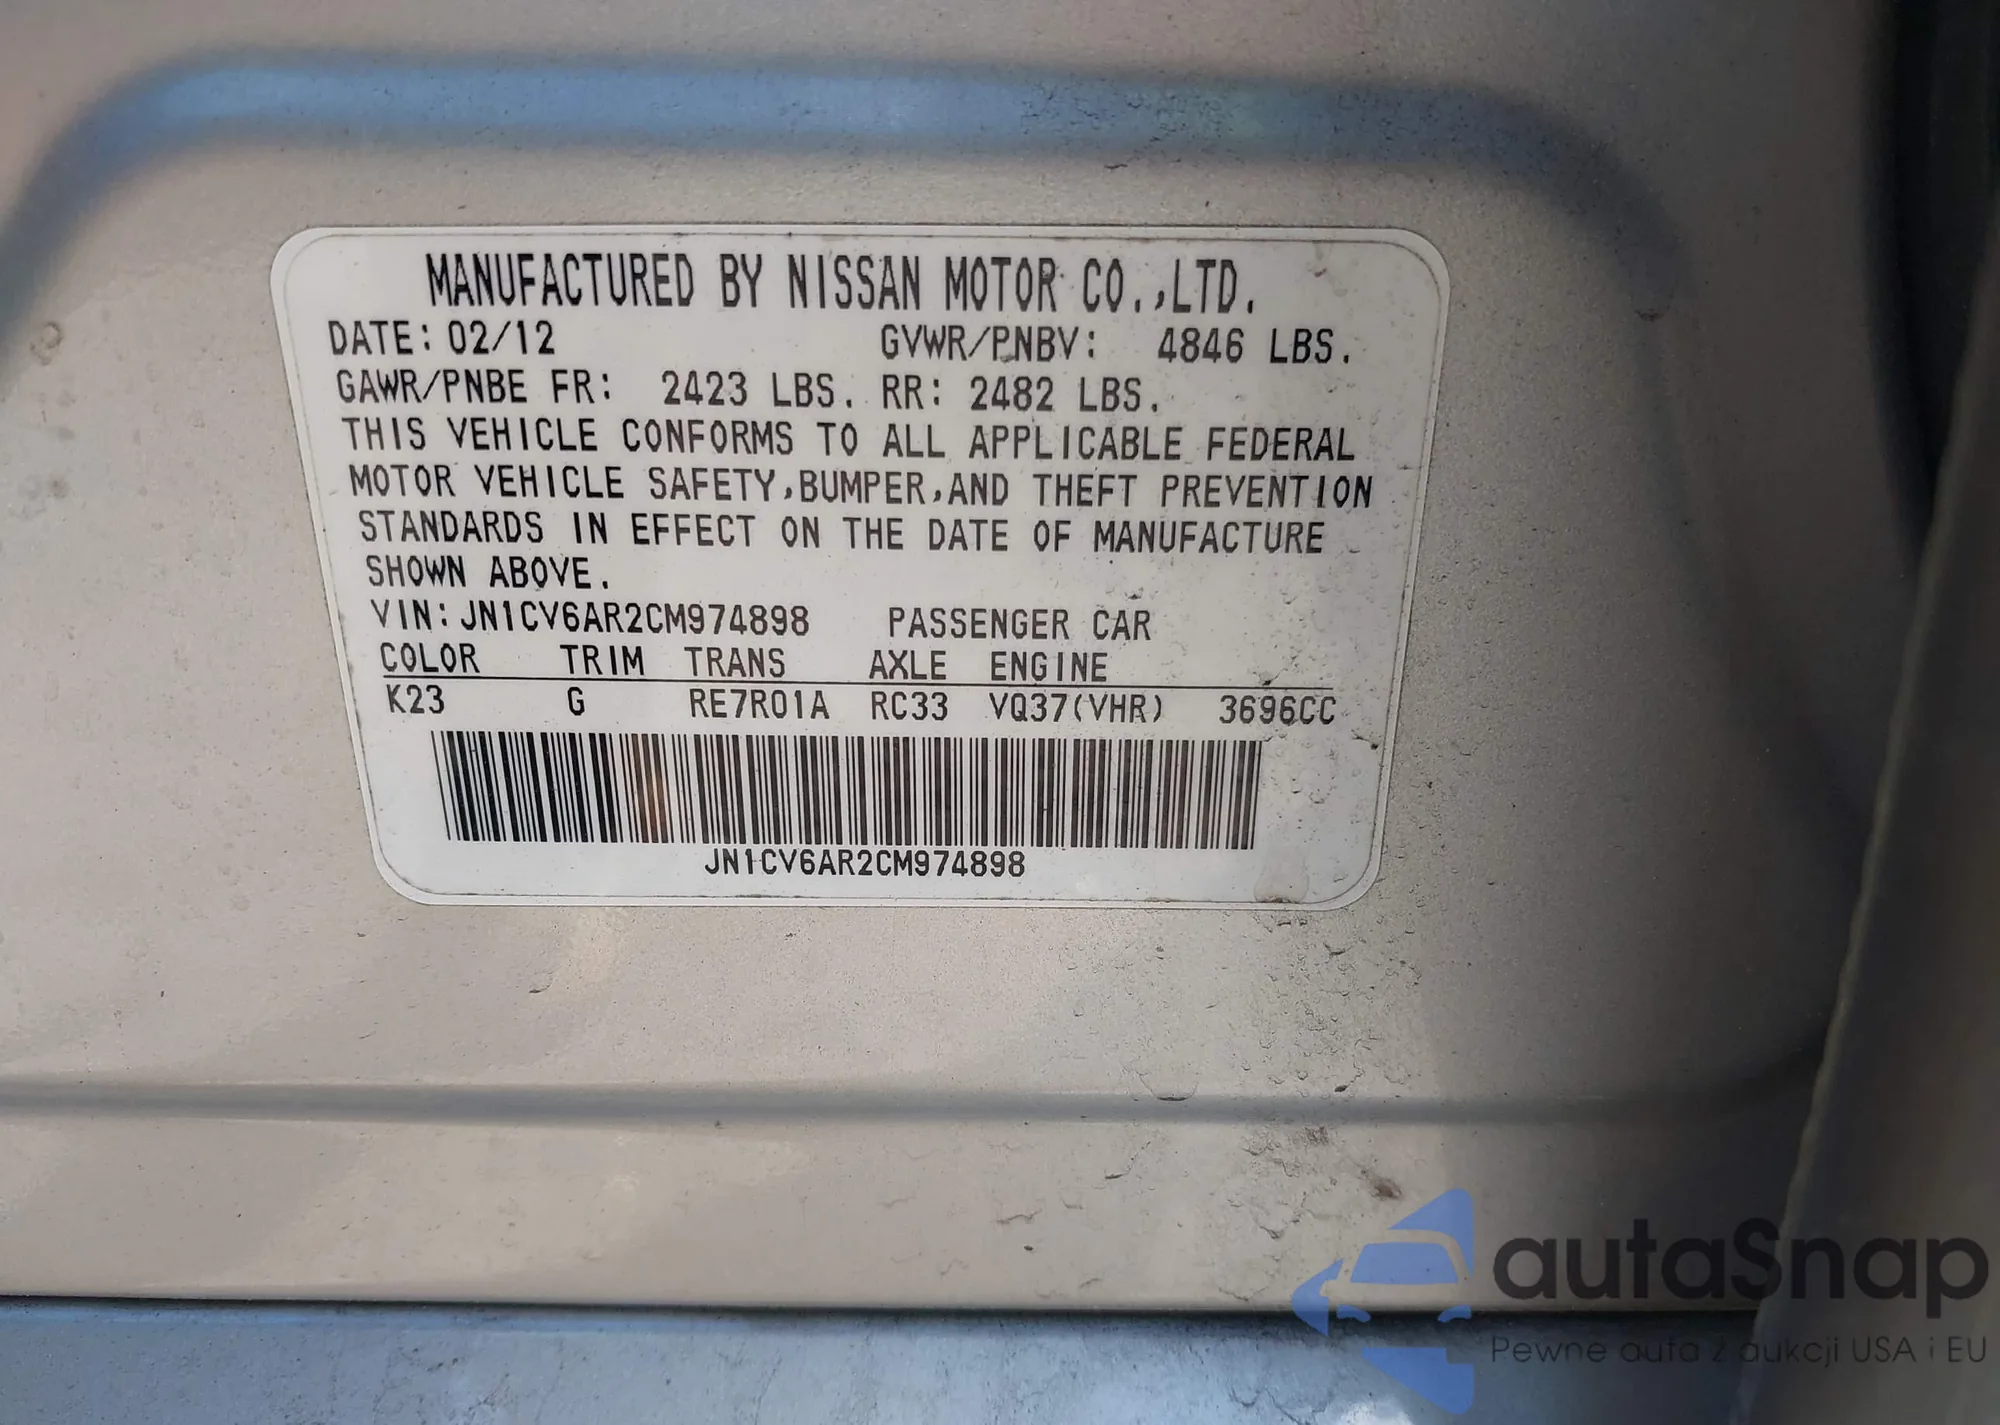 MANUFACTURED BY NISSAN MOTOR CO.,LTD.
DATE: 02/12 GVWR/PNBV: 4846 LBS.
GAWR/PNBE FR: 2423 LBS. RR: 2482 LBS.
THIS VEHICLE CONFORMS TO ALL APPLICABLE FEDERAL
MOTOR VEHICLE SAFETY,BUMPER,AND THEFT PREVENTION
STANDARDS IN EFFECT ON THE DATE OF MANUFACTURE
SHOWN ABOVE.
VIN:JN1CV6AR2CM974898 PASSENGER CAR
COLOR TRIM TRANS AXLE ENGINE
K23 G RE7R01A RC33 VQ37(VHR) 3696CC
JN1CV6AR2CM974898
autaSnap
Pewne auta z aukcji USA i EU